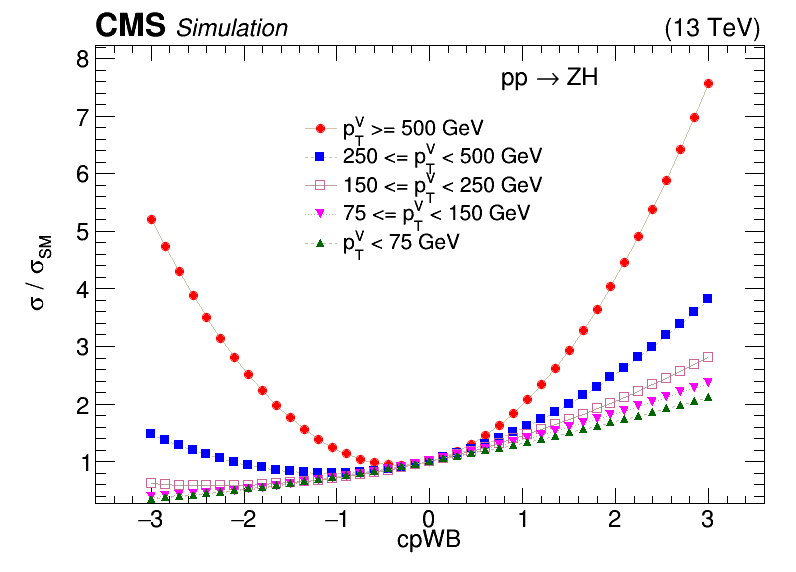 CMS Simulation (13 TeV)
pp → ZH
p_T^V >= 500 GeV
250 <= p_T^V < 500 GeV
150 <= p_T^V < 250 GeV
75 <= p_T^V < 150 GeV
p_T^V < 75 GeV
σ / σ_SM
8
7
6
5
4
3
2
1
−3 −2 −1 0 1 2 3
cpWB